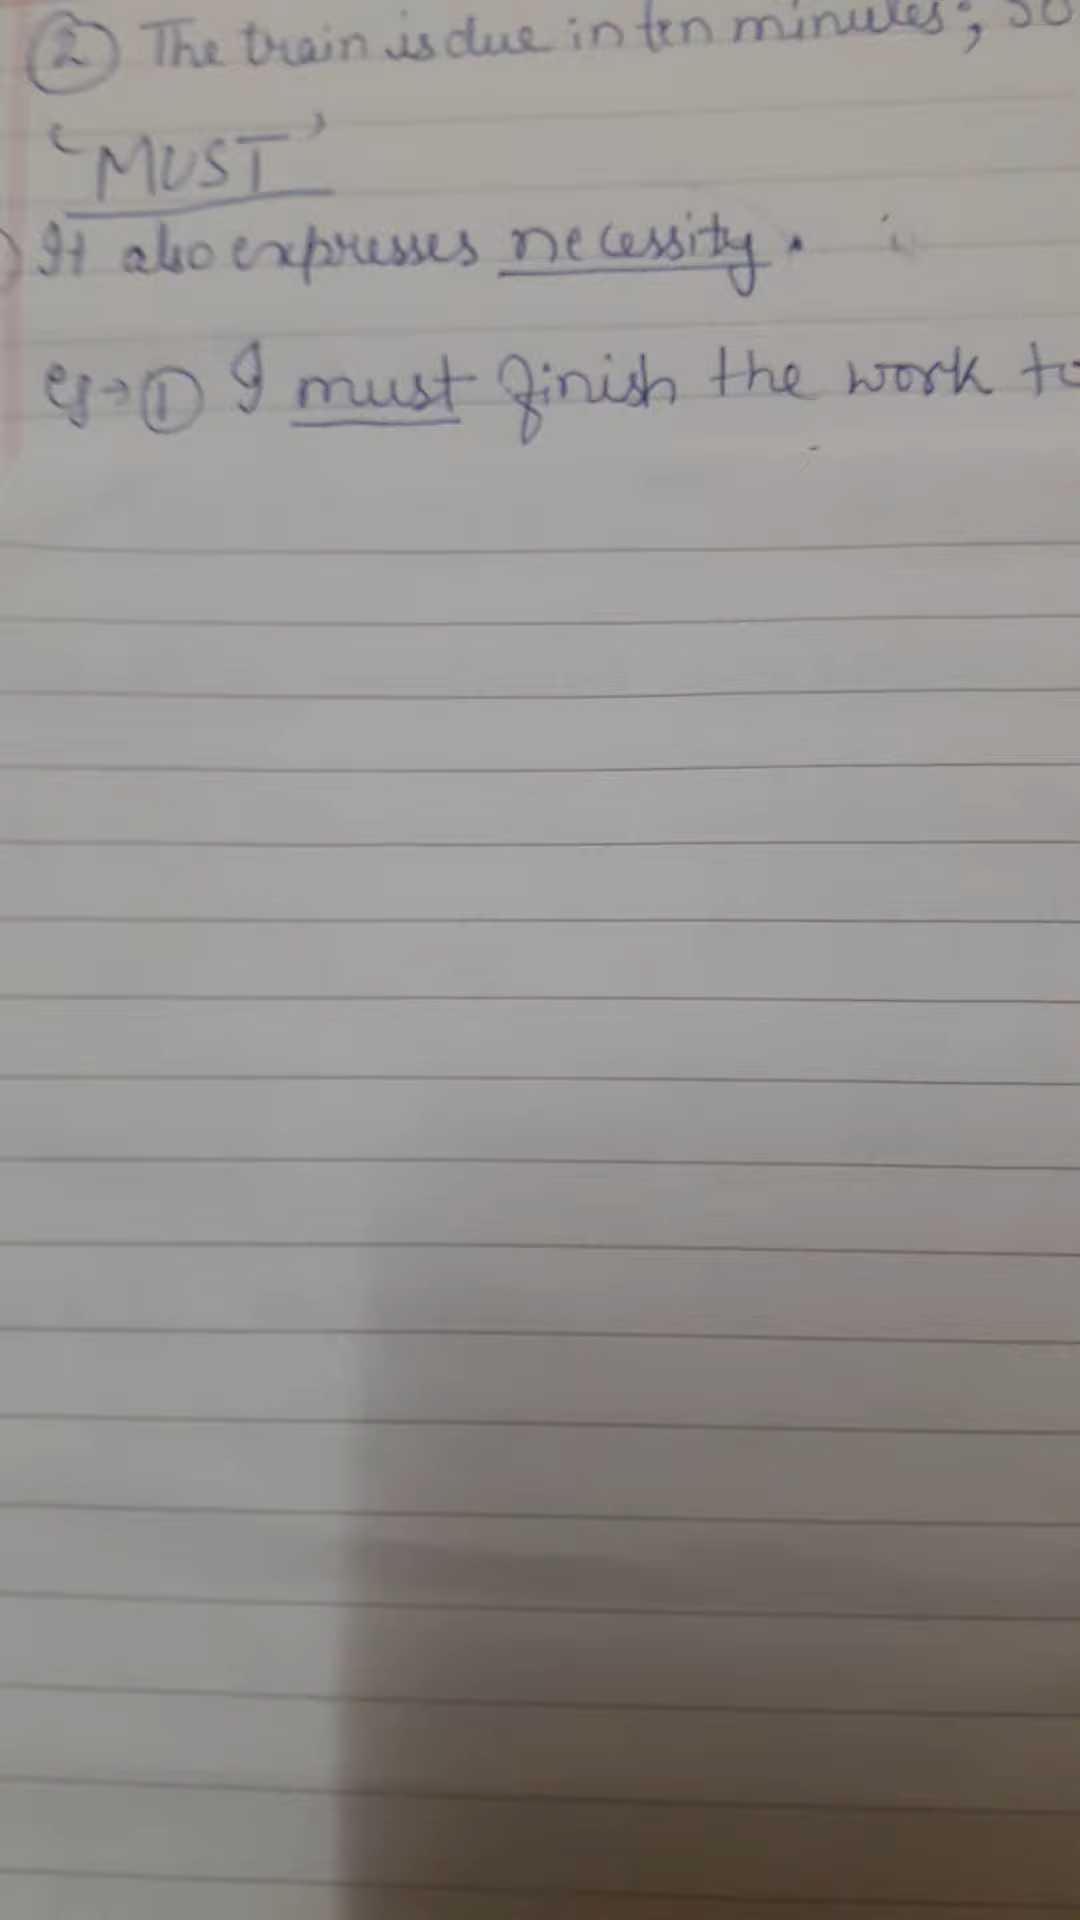 ② The train is due in ten minutes; so
'MUST'
It also expresses necessity.
eg→① I must finish the work